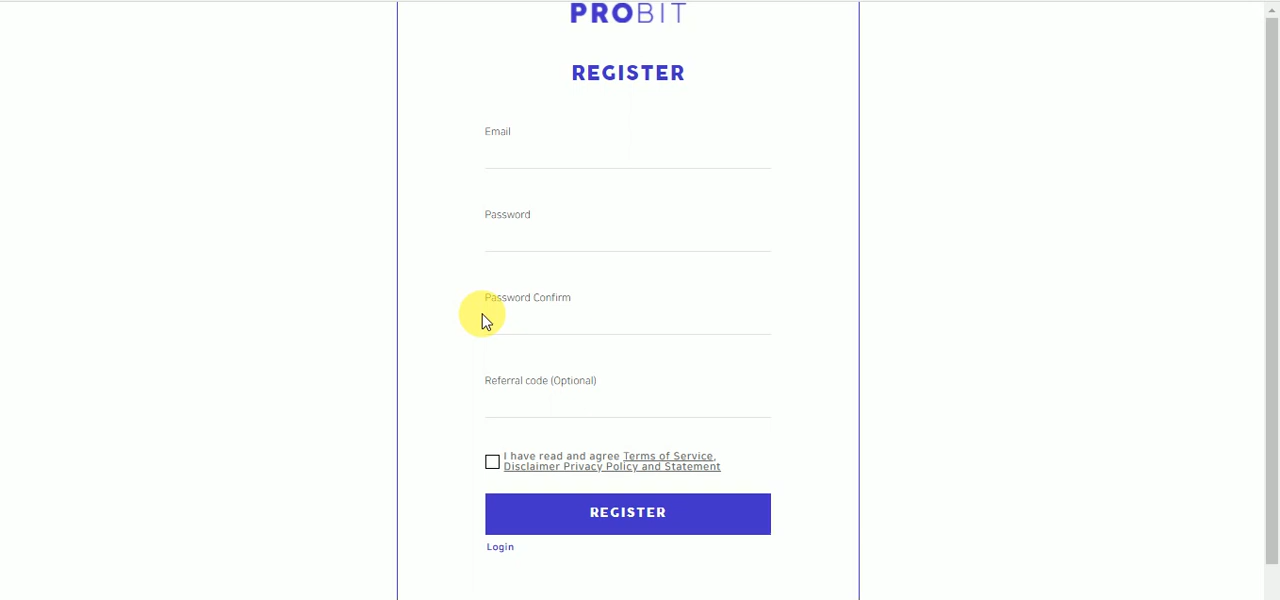 PROBIT
REGISTER
Email
Password
Password Confirm
Referral code (Optional)
I have read and agree Terms of Service,
Disclaimer Privacy Policy and Statement
REGISTER
Login